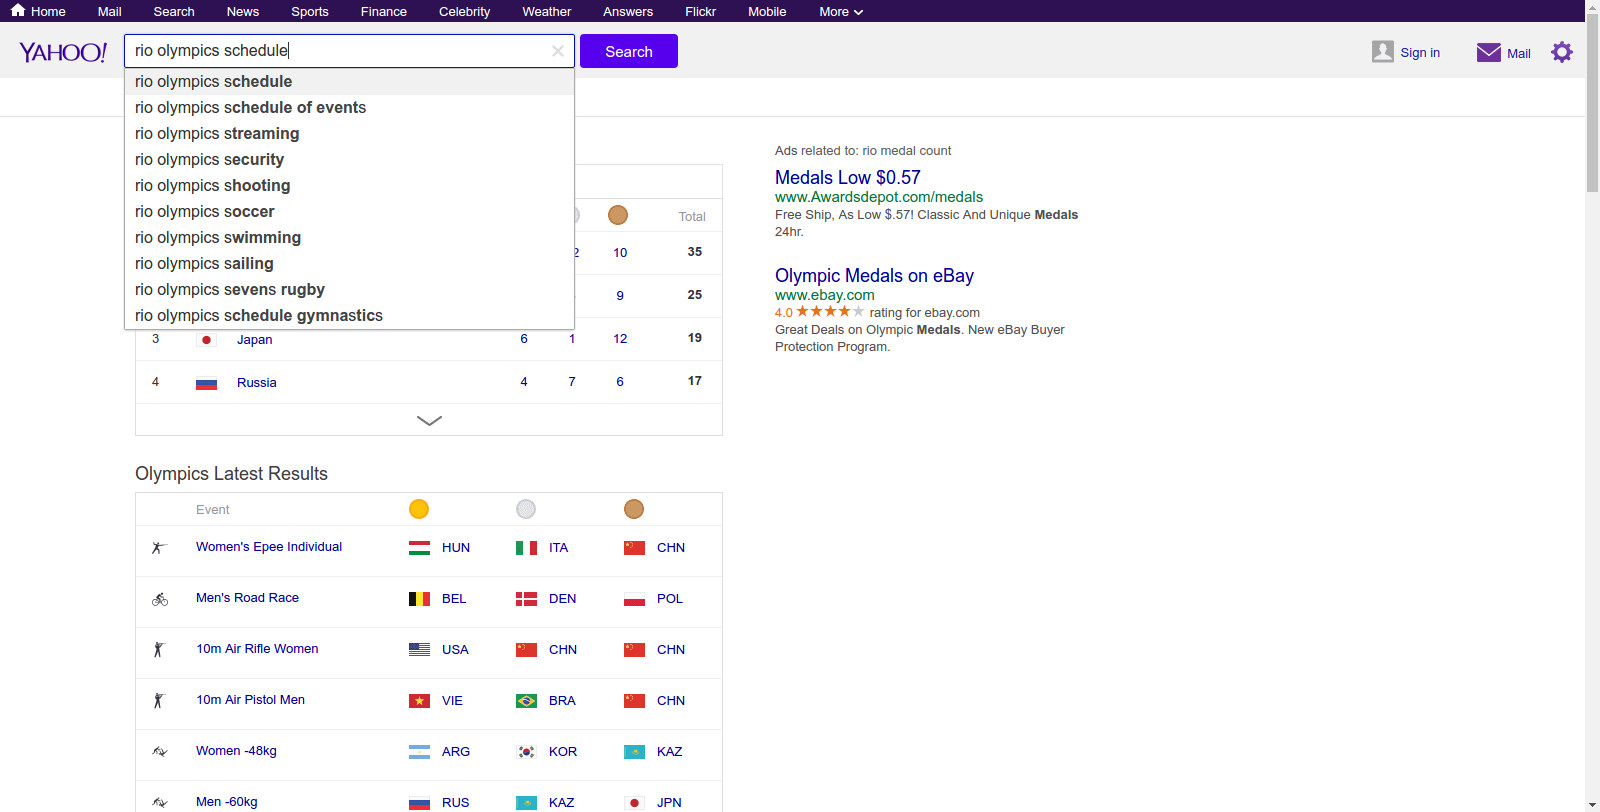 Home Mail Search News Sports Finance Celebrity Weather Answers Flickr Mobile More
YAHOO! rio olympics schedule Search Sign in Mail
rio olympics schedule
rio olympics schedule of events
rio olympics streaming
rio olympics security
rio olympics shooting
rio olympics soccer
rio olympics swimming
rio olympics sailing
rio olympics sevens rugby
rio olympics schedule gymnastics
Total
10 35
9 25
3 Japan 6 1 12 19
4 Russia 4 7 6 17
Ads related to: rio medal count
Medals Low $0.57
www.Awardsdepot.com/medals
Free Ship, As Low $.57! Classic And Unique Medals
24hr.
Olympic Medals on eBay
www.ebay.com
4.0 rating for ebay.com
Great Deals on Olympic Medals. New eBay Buyer
Protection Program.
Olympics Latest Results
Event
Women's Epee Individual HUN ITA CHN
Men's Road Race BEL DEN POL
10m Air Rifle Women USA CHN CHN
10m Air Pistol Men VIE BRA CHN
Women -48kg ARG KOR KAZ
Men -60kg RUS KAZ JPN